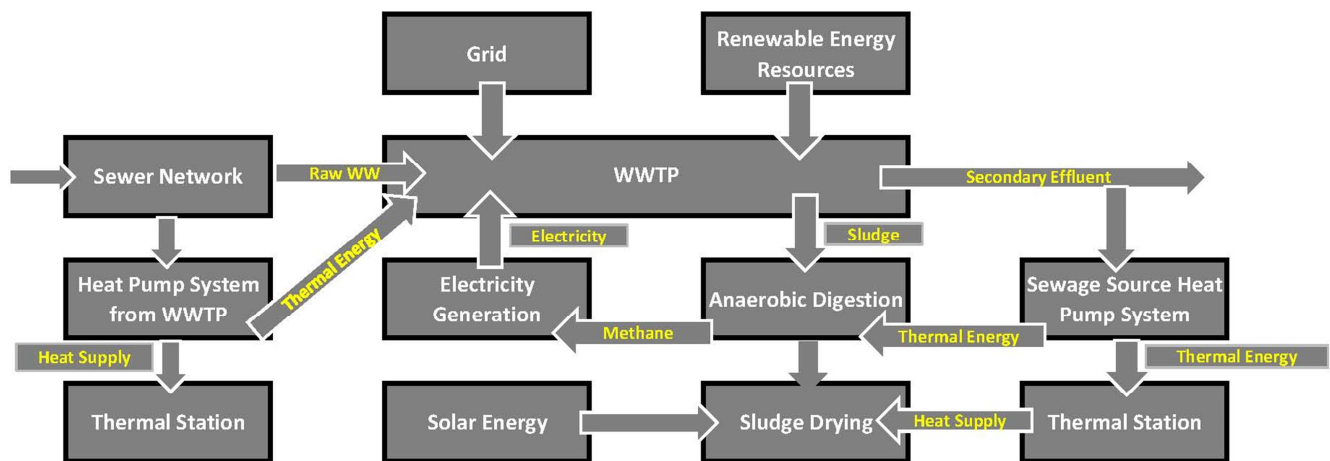 Grid
Renewable Energy
Resources
Sewer Network
Raw WW
WWTP
Secondary Effluent
Thermal Energy
Electricity
Sludge
Heat Pump System
from WWTP
Electricity
Generation
Anaerobic Digestion
Sewage Source Heat
Pump System
Methane
Thermal Energy
Heat Supply
Thermal Energy
Thermal Station
Solar Energy
Sludge Drying
Heat Supply
Thermal Station